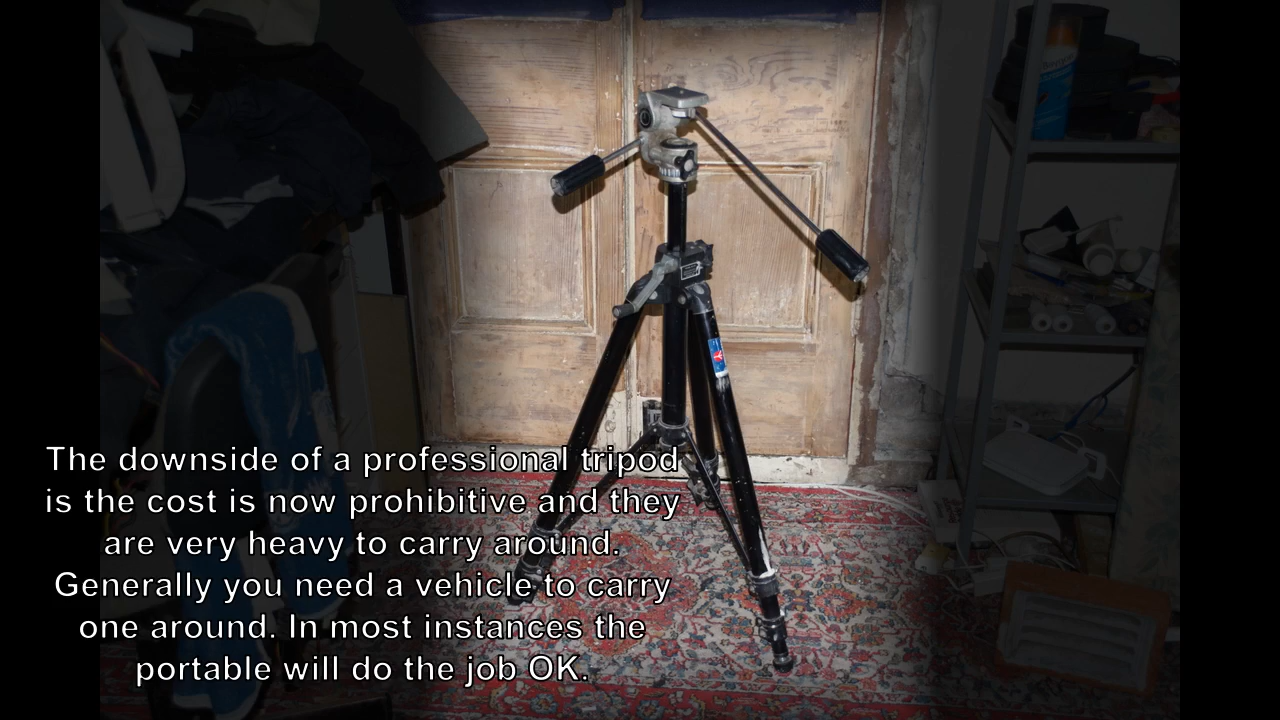 The downside of a professional tripod
is the cost is now prohibitive and they
are very heavy to carry around.
Generally you need a vehicle to carry
one around. In most instances the
portable will do the job OK.